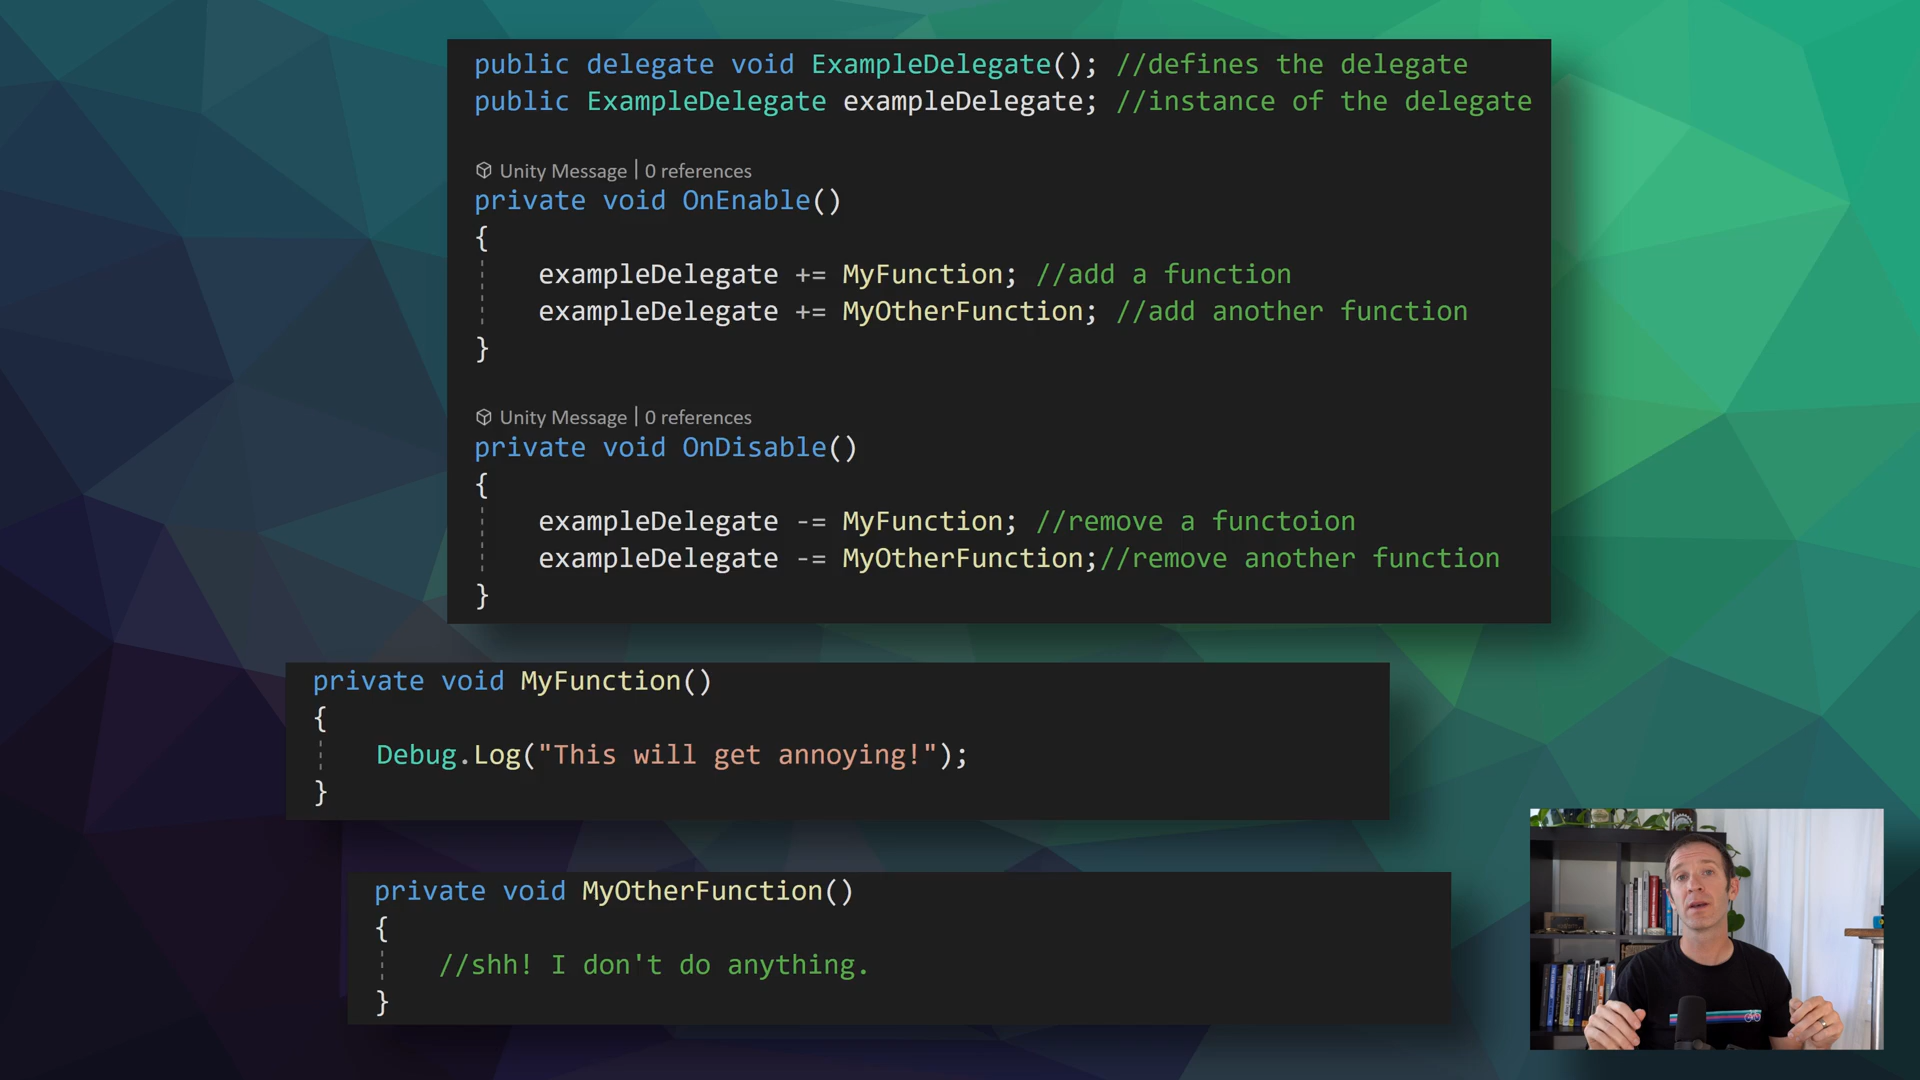 public delegate void ExampleDelegate(); //defines the delegate
public ExampleDelegate exampleDelegate; //instance of the delegate
Unity Message | 0 references
private void OnEnable()
{
exampleDelegate += MyFunction; //add a function
exampleDelegate += MyOtherFunction; //add another function
}
Unity Message | 0 references
private void OnDisable()
{
exampleDelegate -= MyFunction; //remove a functoion
exampleDelegate -= MyOtherFunction;//remove another function
}
private void MyFunction()
{
Debug.Log("This will get annoying!");
}
private void MyOtherFunction()
{
//shh! I don't do anything.
}